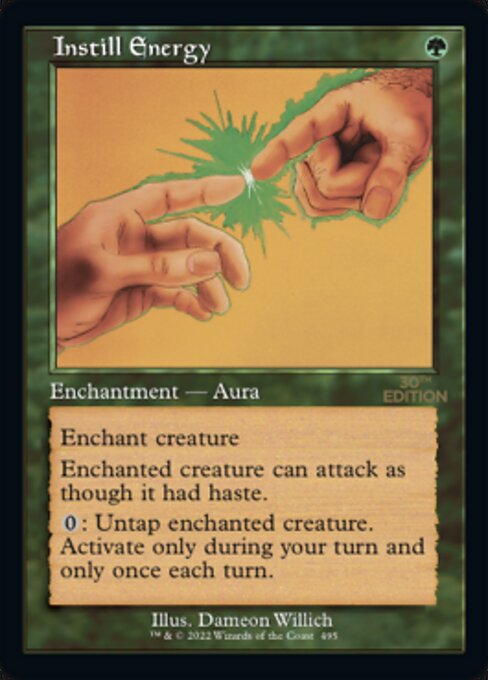 Instill Energy
Enchantment — Aura
30TH
EDITION
Enchant creature
Enchanted creature can attack as
though it had haste.
0: Untap enchanted creature.
Activate only during your turn and
only once each turn.
Illus. Dameon Willich
™ & © 2022 Wizards of the Coast 495